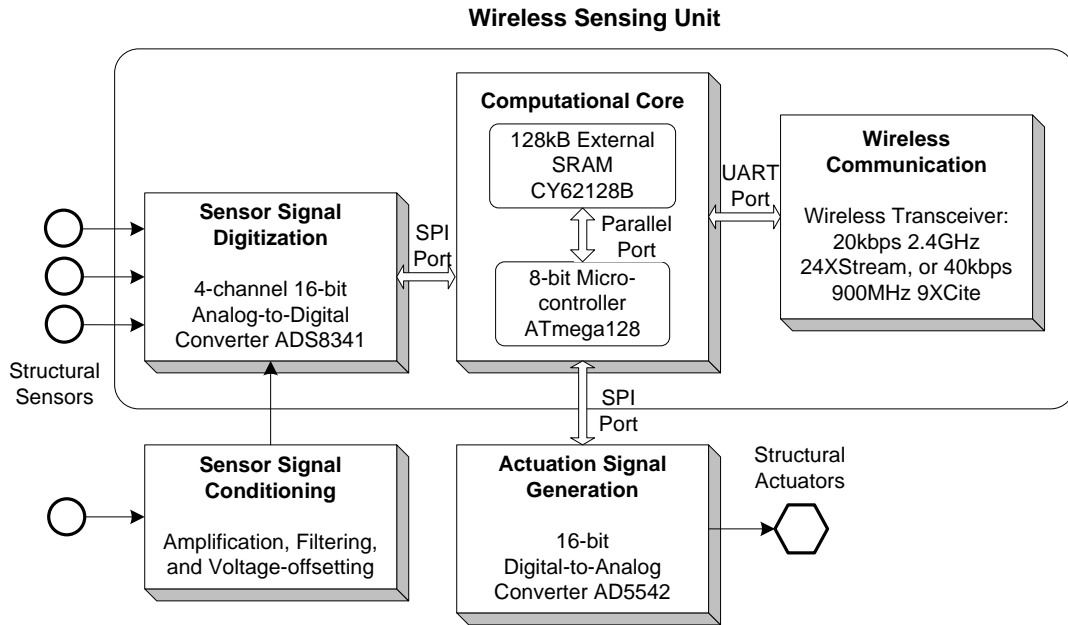 Wireless Sensing Unit
Computational Core
128kB External
SRAM
CY62128B
Parallel
Port
8-bit Micro-
controller
ATmega128
Wireless
Communication
Wireless Transceiver:
20kbps 2.4GHz
24XStream, or 40kbps
900MHz 9XCite
UART
Port
Sensor Signal
Digitization
4-channel 16-bit
Analog-to-Digital
Converter ADS8341
SPI
Port
Structural
Sensors
SPI
Port
Sensor Signal
Conditioning
Amplification, Filtering,
and Voltage-offsetting
Actuation Signal
Generation
16-bit
Digital-to-Analog
Converter AD5542
Structural
Actuators